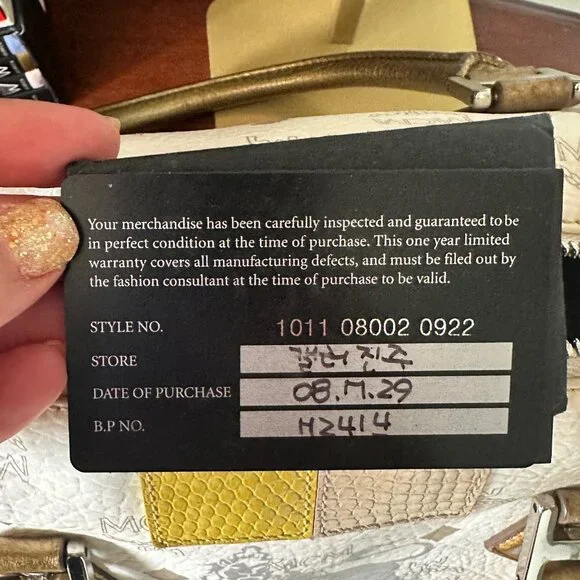 Your merchandise has been carefully inspected and guaranteed to be
in perfect condition at the time of purchase. This one year limited
warranty covers all manufacturing defects, and must be filed out by
the fashion consultant at the time of purchase to be valid.
STYLE NO. 1011 08002 0922
STORE 갤러진주
DATE OF PURCHASE 08.7.29
B.P NO. H2414
MCM